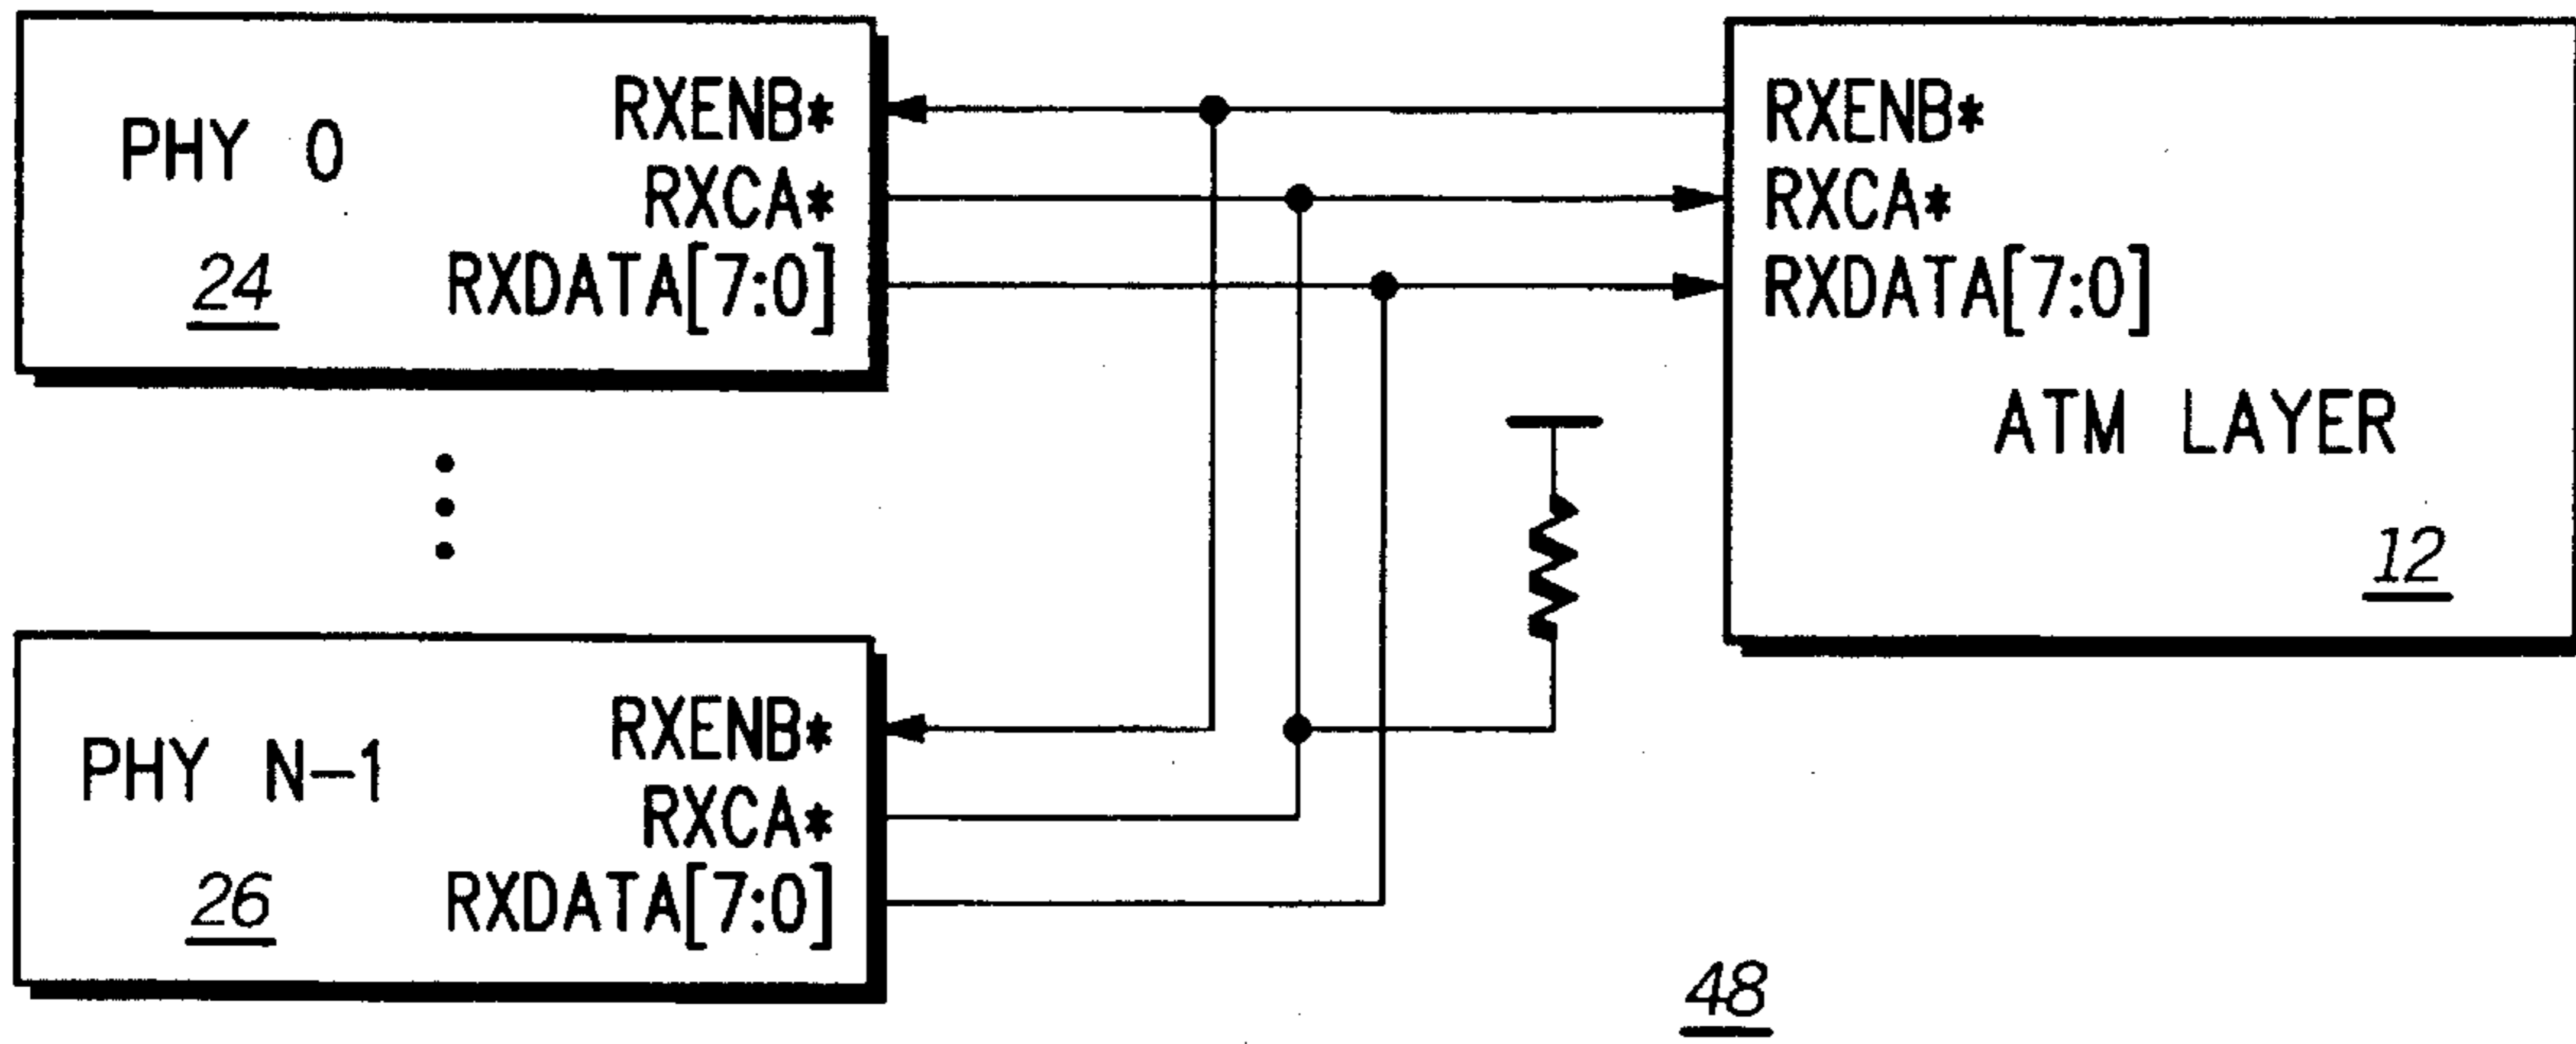 PHY 0
24
RXENB*
RXCA*
RXDATA[7:0]
RXENB*
RXCA*
RXDATA[7:0]
ATM LAYER
12
PHY N-1
26
RXENB*
RXCA*
RXDATA[7:0]
48